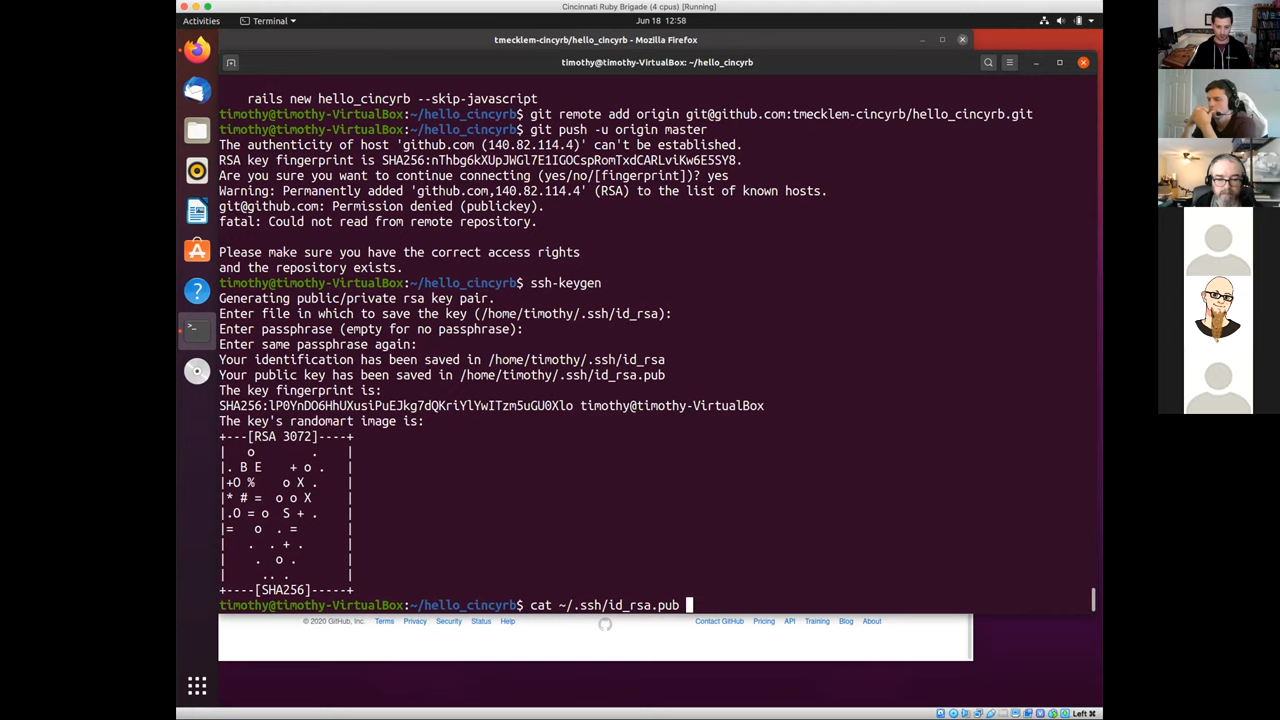 Cincinnati Ruby Brigade (4 cpus) [Running]
Activities
Terminal
Jun 18 12:58
tmecklem-cincyrb/hello_cincyrb - Mozilla Firefox
timothy@timothy-VirtualBox: ~/hello_cincyrb
rails new hello_cincyrb --skip-javascript
timothy@timothy-VirtualBox:~/hello_cincyrb$ git remote add origin git@github.com:tmecklem-cincyrb/hello_cincyrb.git
timothy@timothy-VirtualBox:~/hello_cincyrb$ git push -u origin master
The authenticity of host 'github.com (140.82.114.4)' can't be established.
RSA key fingerprint is SHA256:nThbg6kXUpJWGl7E1IGOCspRomTxdCARLviKw6E5SY8.
Are you sure you want to continue connecting (yes/no/[fingerprint])? yes
Warning: Permanently added 'github.com,140.82.114.4' (RSA) to the list of known hosts.
git@github.com: Permission denied (publickey).
fatal: Could not read from remote repository.
Please make sure you have the correct access rights
and the repository exists.
timothy@timothy-VirtualBox:~/hello_cincyrb$ ssh-keygen
Generating public/private rsa key pair.
Enter file in which to save the key (/home/timothy/.ssh/id_rsa):
Enter passphrase (empty for no passphrase):
Enter same passphrase again:
Your identification has been saved in /home/timothy/.ssh/id_rsa
Your public key has been saved in /home/timothy/.ssh/id_rsa.pub
The key fingerprint is:
SHA256:lP0YnDO6HhUXusiPuEJkg7dQKriYlYwITzm5uGU0Xlo timothy@timothy-VirtualBox
The key's randomart image is:
+---[RSA 3072]----+
|   o         .   |
|. B E    + o .   |
|+O %    o X .    |
|* # =  o o X     |
|.O = o  S + .    |
|=   o  . =       |
|   .  . + .      |
|    . o.         |
|     .. .        |
+----[SHA256]-----+
timothy@timothy-VirtualBox:~/hello_cincyrb$ cat ~/.ssh/id_rsa.pub
© 2020 GitHub, Inc. Terms Privacy Security Status Help Contact GitHub Pricing API Training Blog About
Left ⌘